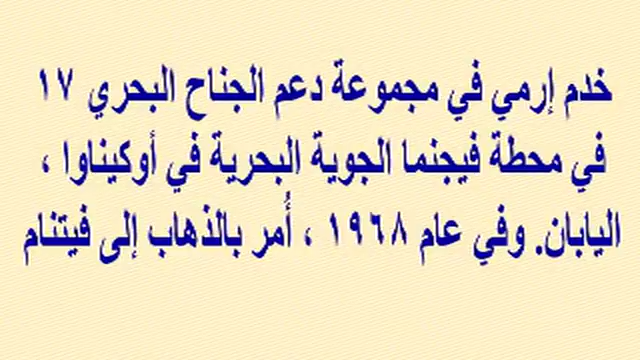 خدم إرمي في مجموعة دعم الجناح البحري ١٧
في محطة فيجنما الجوية البحرية في أوكيناوا ،
اليابان. وفي عام ١٩٦٨ ، أُمر بالذهاب إلى فيتنام